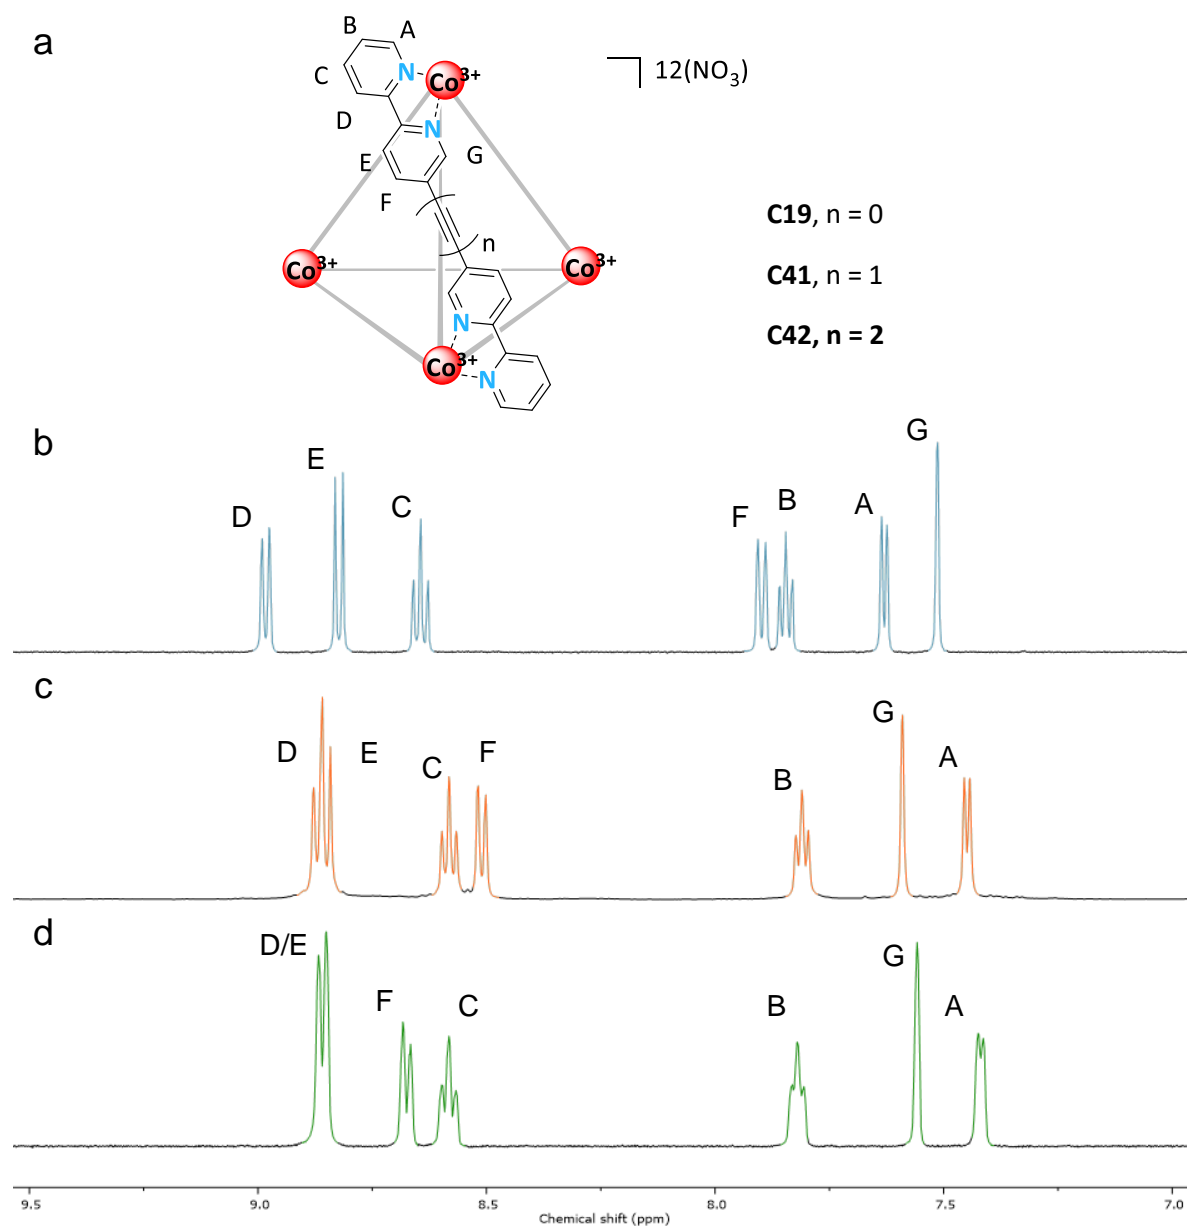 a
B
A
C
N
Co3+
12(NO3)
D
N
E
G
F
C19, n = 0
n
Co3+
Co3+
C41, n = 1
N
C42, n = 2
Co3+
N
b
G
E
D
C
F
B
A
c
G
D
E
C
F
B
A
d
D/E
G
F
C
B
A
9.5
9.0
8.5
8.0
7.5
7.0
Chemical shift (ppm)